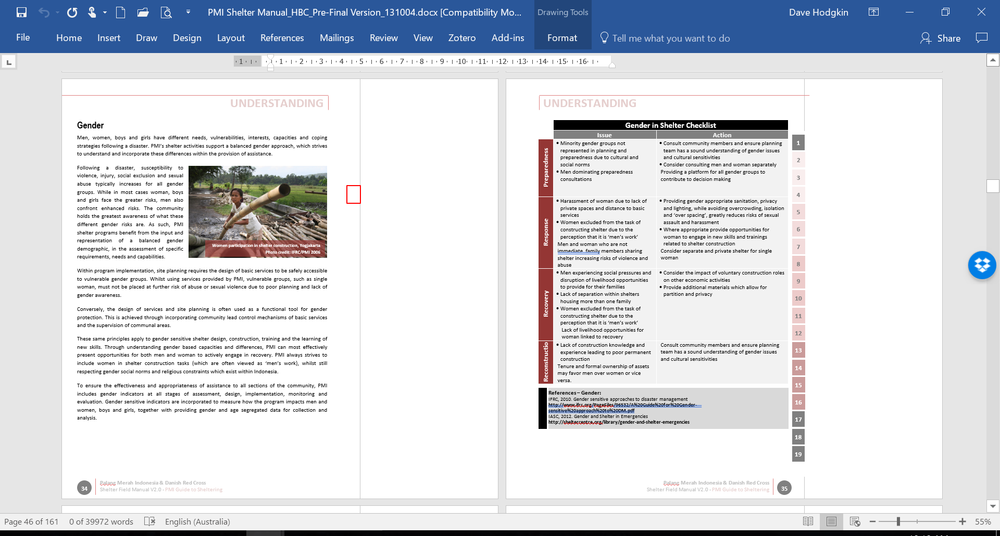 PMI Shelter Manual_HBC_Pre-Final Version_131004.docx [Compatibility Mo...
Drawing Tools
Dave Hodgkin
File
Home
Insert
Draw
Design
Layout
References
Mailings
Review
View
Zotero
Add-ins
Format
Tell me what you want to do
Share
1 1 2 3 4 5 6 7 8 9 10 11 12 13 14 15 16
UNDERSTANDING
Gender
Men, women, boys and girls have different needs, vulnerabilities, interests, capacities and coping
strategies following a disaster. PMI's shelter activities support a balanced gender approach, which strives
to understand and incorporate these differences within the provision of assistance.
Following a disaster, susceptibility to
violence, injury, social exclusion and sexual
abuse typically increases for all gender
groups. While in most cases woman, boys
and girls face the greater risks, men also
confront enhanced risks. The community
holds the greatest awareness of what these
different gender risks are. As such, PMI
shelter programs benefit from the input and
representation of a balanced gender
demographic, in the assessment of specific
requirements, needs and capabilities.
Women participation in shelter construction, Yogjakarta
Photo credit: IFRC/PMI 2006
Within program implementation, site planning requires the design of basic services to be safely accessible
to vulnerable gender groups. Whilst using services provided by PMI, vulnerable groups, such as single
woman, must not be placed at further risk of abuse or sexual violence due to poor planning and lack of
gender awareness.
Conversely, the design of services and site planning is often used as a functional tool for gender
protection. This is achieved through incorporating community lead control mechanisms of basic services
and the supervision of communal areas.
These same principles apply to gender sensitive shelter design, construction, training and the learning of
new skills. Through understanding gender based capacities and differences, PMI can most effectively
present opportunities for both men and woman to actively engage in recovery. PMI always strives to
include women in shelter construction tasks (which are often viewed as 'men's work), whilst still
respecting gender social norms and religious constraints which exist within Indonesia.
To ensure the effectiveness and appropriateness of assistance to all sections of the community, PMI
includes gender indicators at all stages of assessment, design, implementation, monitoring and
evaluation. Gender sensitive indicators are incorporated to measure how the program impacts men and
women, boys and girls, together with providing gender and age segregated data for collection and
analysis.
34
Palang Merah Indonesia & Danish Red Cross
Shelter Field Manual V2.0 - PMI Guide to Sheltering
UNDERSTANDING
Gender in Shelter Checklist
Issue
Action
Preparedness
• Minority gender groups not
represented in planning and
preparedness due to cultural and
social norms
• Men dominating preparedness
consultations
• Consult community members and ensure planning
team has a sound understanding of gender issues
and cultural sensitivities
• Consider consulting men and woman separately
Providing a platform for all gender groups to
contribute to decision making
Response
• Harassment of woman due to lack of
private spaces and distance to basic
services
• Women excluded from the task of
constructing shelter due to the
perception that it is 'men's work'
Men and woman who are not
immediate family members sharing
shelter increasing risks of violence and
abuse
• Providing gender appropriate sanitation, privacy
and lighting, while avoiding overcrowding, isolation
and 'over spacing', greatly reduces risks of sexual
assault and harassment
• Where appropriate provide opportunities for
woman to engage in new skills and trainings
related to shelter construction
Consider separate and private shelter for single
woman
Recovery
• Men experiencing social pressures and
disruption of livelihood opportunities
to provide for their families
• Lack of separation within shelters
housing more than one family
• Women excluded from the task of
constructing shelter due to the
perception that it is 'men's work'
Lack of livelihood opportunities for
woman linked to recovery
• Consider the impact of voluntary construction roles
on other economic activities
• Provide additional materials which allow for
partition and privacy
Reconstructio
• Lack of construction knowledge and
experience leading to poor permanent
construction
Tenure and formal ownership of assets
may favor men over women or vice
versa.
Consult community members and ensure planning
team has a sound understanding of gender issues
and cultural sensitivities
References – Gender:
IFRC, 2010. Gender sensitive approaches to disaster management
http://www.ifrc.org/PageFiles/96532/A%20Guide%20for%20Gender-
sensitive%20approach%20to%20DM.pdf
IASC, 2012. Gender and Shelter in Emergencies
http://sheltercentre.org/library/gender-and-shelter-emergencies
1
2
3
4
5
6
7
8
9
10
11
12
13
14
15
16
17
18
19
Palang Merah Indonesia & Danish Red Cross
Shelter Field Manual V2.0 - PMI Guide to Sheltering
35
Page 46 of 161
0 of 39972 words
English (Australia)
55%